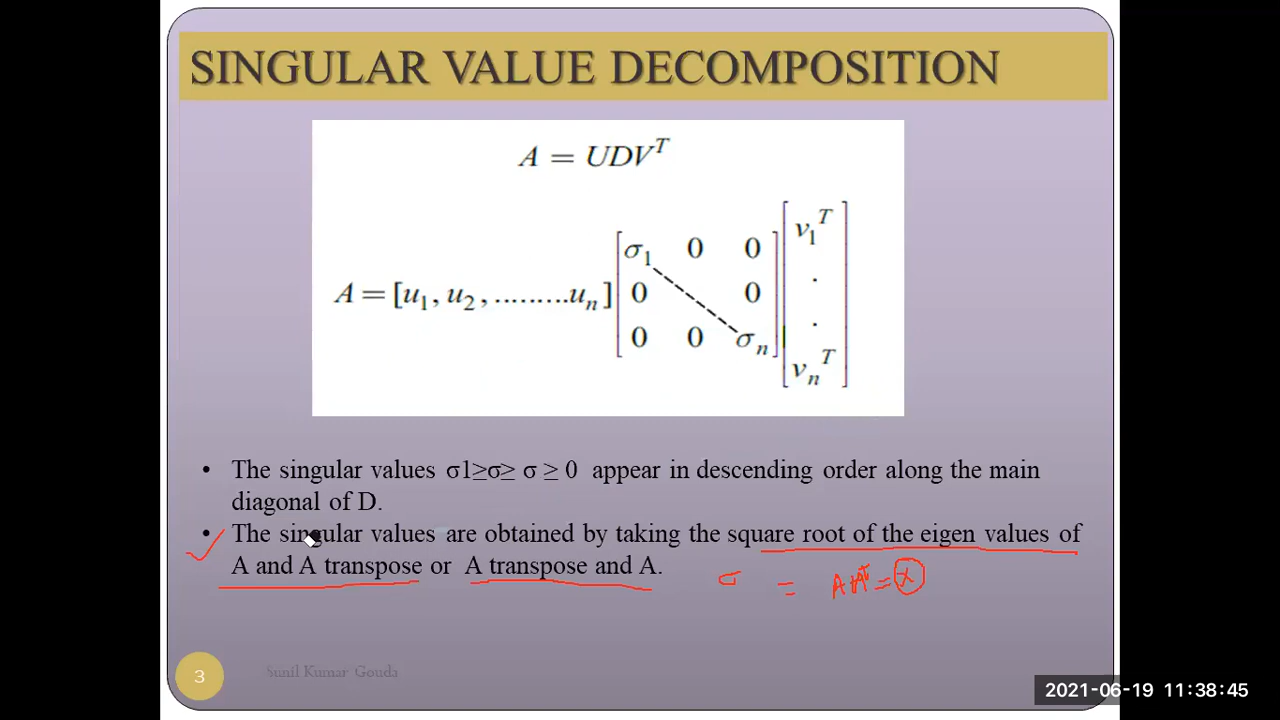 SINGULAR VALUE DECOMPOSITION
A = UDV^T
A = [u₁, u₂, ......... uₙ] [σ₁ 0 0
0 0
0 0 σₙ] [v₁^T
.
.
vₙ^T]
• The singular values σ1≥σ≥ σ ≥ 0 appear in descending order along the main
diagonal of D.
• The singular values are obtained by taking the square root of the eigen values of
A and A transpose or A transpose and A.
σ =
3
Sunil Kumar Gouda
2021-06-19 11:38:45